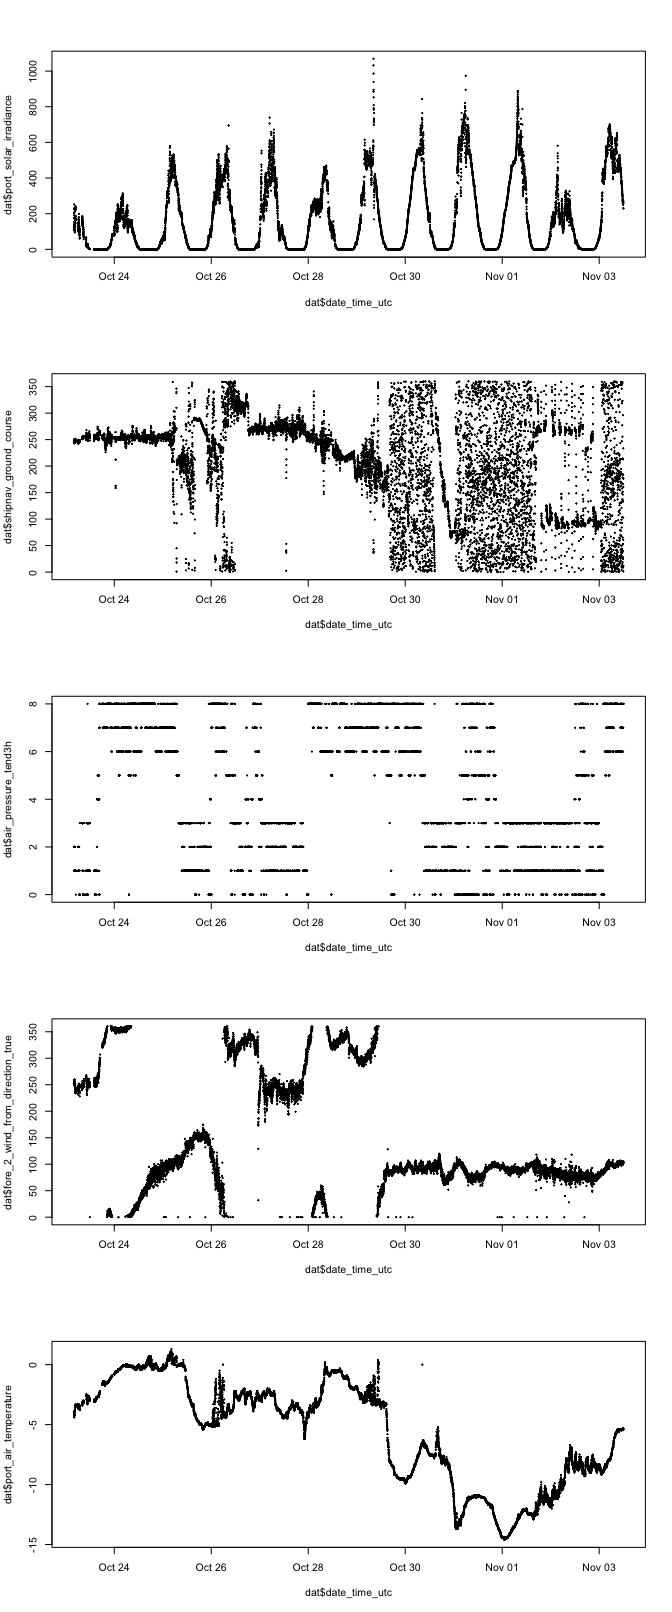 dat$port_solar_irradiance
0 200 400 600 800 1000
Oct 24 Oct 26 Oct 28 Oct 30 Nov 01 Nov 03
dat$date_time_utc
dat$shipnav_ground_course
0 50 100 150 200 250 300 350
Oct 24 Oct 26 Oct 28 Oct 30 Nov 01 Nov 03
dat$date_time_utc
dat$air_pressure_tend3h
0 2 4 6 8
Oct 24 Oct 26 Oct 28 Oct 30 Nov 01 Nov 03
dat$date_time_utc
dat$fore_2_wind_from_direction_true
0 50 100 150 200 250 300 350
Oct 24 Oct 26 Oct 28 Oct 30 Nov 01 Nov 03
dat$date_time_utc
dat$port_air_temperature
-15 -10 -5 0
Oct 24 Oct 26 Oct 28 Oct 30 Nov 01 Nov 03
dat$date_time_utc